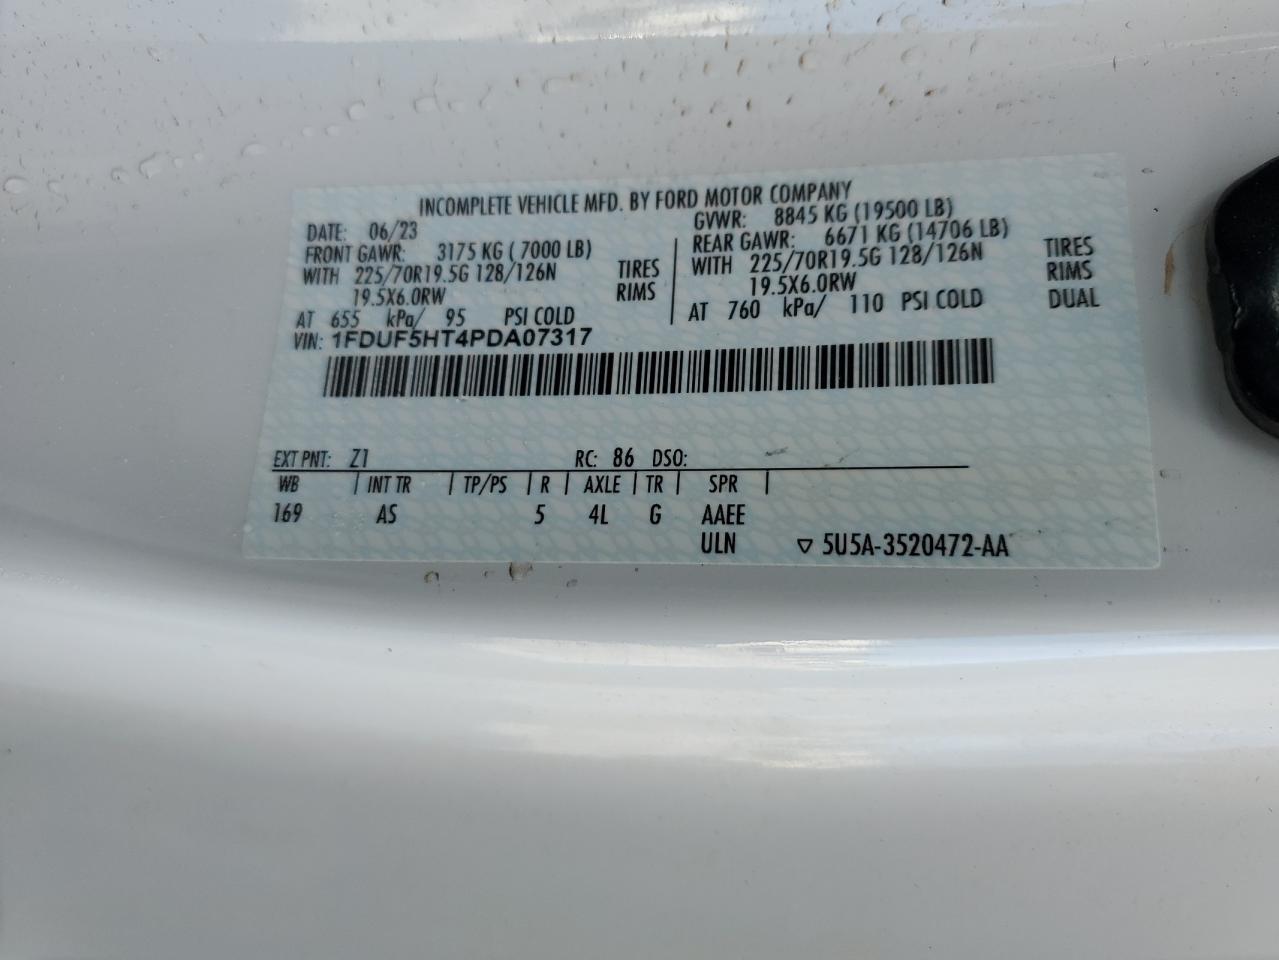 INCOMPLETE VEHICLE MFD. BY FORD MOTOR COMPANY
DATE: 06/23
FRONT GAWR: 3175 KG ( 7000 LB)
WITH 225/70R19.5G 128/126N TIRES
19.5X6.0RW RIMS
AT 655 kPa/ 95 PSI COLD
GVWR: 8845 KG (19500 LB)
REAR GAWR: 6671 KG (14706 LB)
WITH 225/70R19.5G 128/126N TIRES
19.5X6.0RW RIMS
AT 760 kPa/ 110 PSI COLD DUAL
VIN: 1FDUF5HT4PDA07317
EXT PNT: Z1 RC: 86 DSO:
WB | INT TR | TP/PS | R | AXLE | TR | SPR |
169 AS 5 4L G AAEE
ULN ▽ 5U5A-3520472-AA